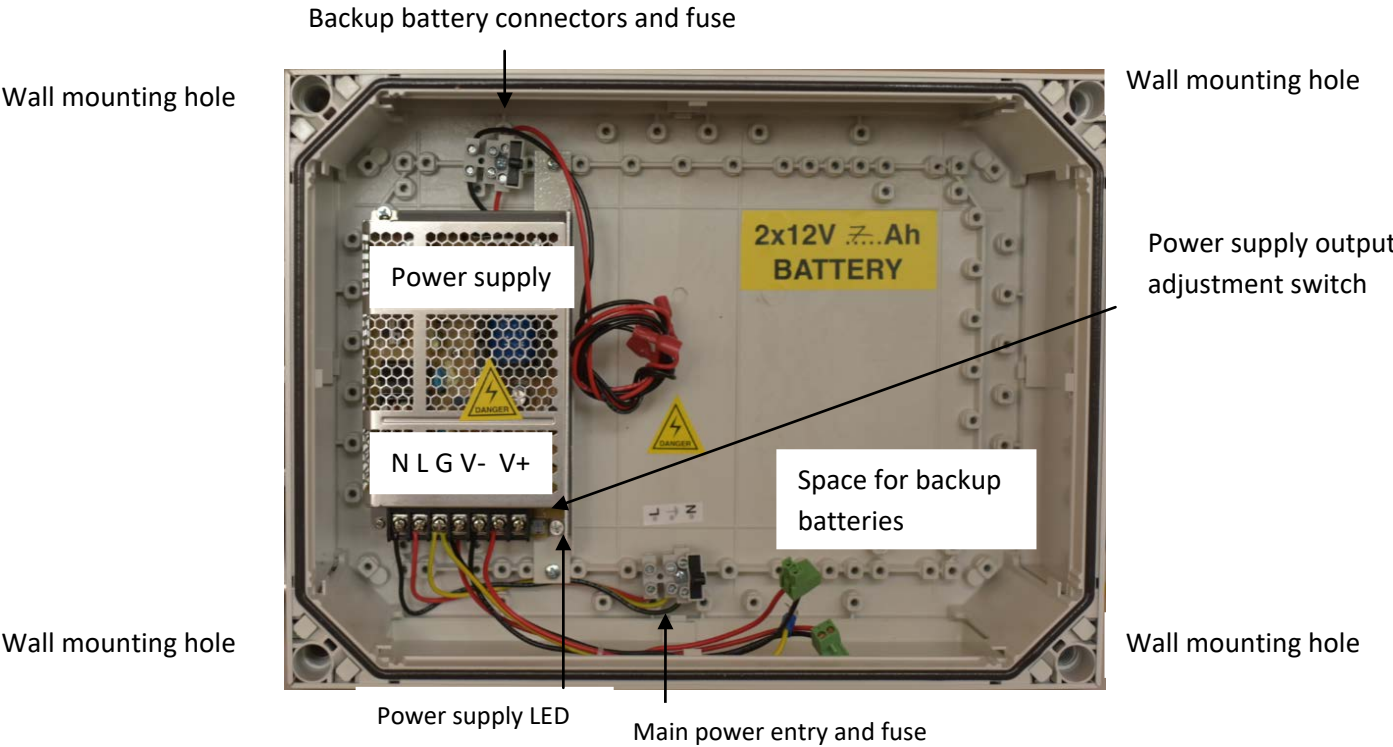 Backup battery connectors and fuse
Wall mounting hole
Wall mounting hole
2x12V 7....Ah
BATTERY
Power supply output
adjustment switch
Power supply
DANGER
DANGER
N L G V- V+
Space for backup
batteries
L ⏚ N
Wall mounting hole
Wall mounting hole
Power supply LED
Main power entry and fuse